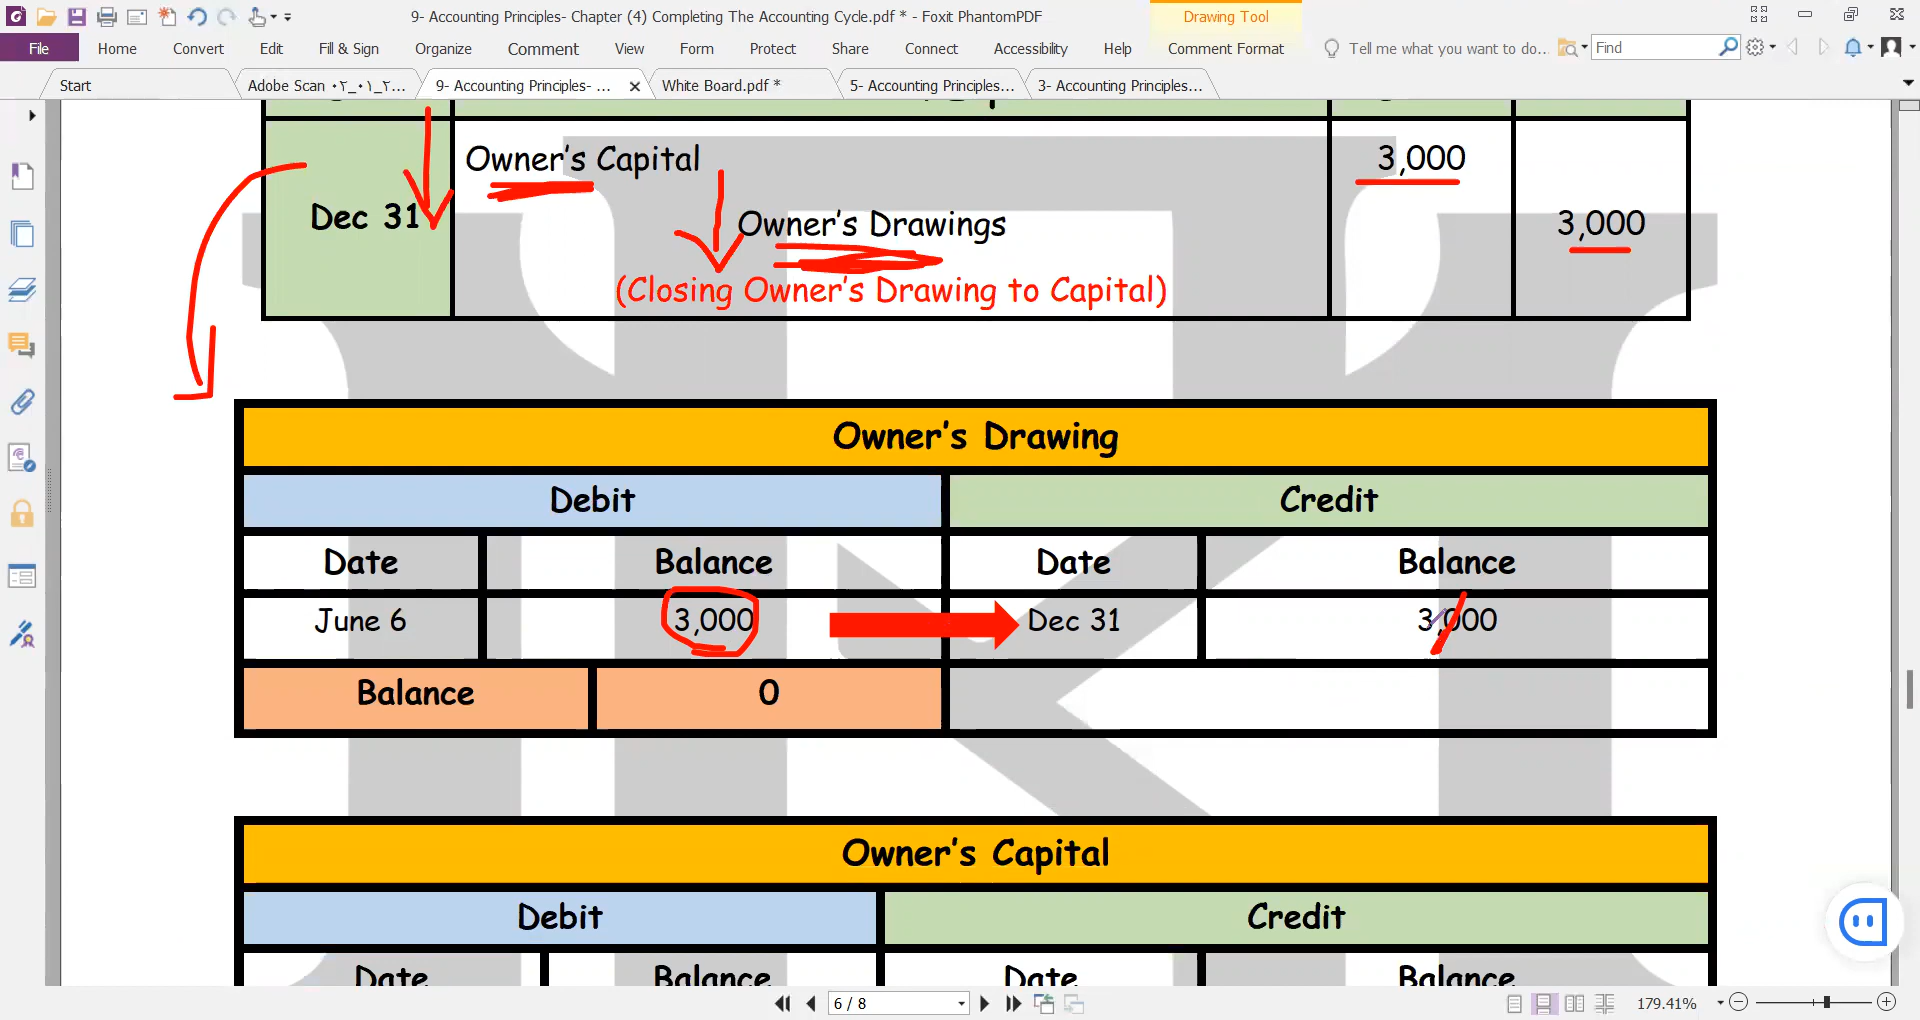 9- Accounting Principles- Chapter (4) Completing The Accounting Cycle.pdf * - Foxit PhantomPDF
Drawing Tool
File Home Convert Edit Fill & Sign Organize Comment View Form Protect Share Connect Accessibility Help Comment Format Tell me what you want to do... Find
Start Adobe Scan ٠٢_٠١_٢... 9- Accounting Principles- ... White Board.pdf * 5- Accounting Principles... 3- Accounting Principles...
Owner's Capital 3,000
Dec 31 Owner's Drawings 3,000
(Closing Owner's Drawing to Capital)
Owner's Drawing
Debit Credit
Date Balance Date Balance
June 6 3,000 Dec 31 3,000
Balance 0
Owner's Capital
Debit Credit
Date Balance Date Balance
6 / 8 179.41%